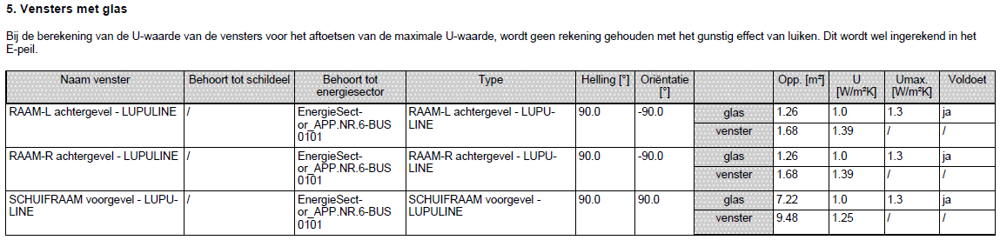 5. Vensters met glas
Bij de berekening van de U-waarde van de vensters voor het aftoetsen van de maximale U-waarde, wordt geen rekening gehouden met het gunstig effect van luiken. Dit wordt wel ingerekend in het
E-peil.
Naam venster Behoort tot schildeel Behoort tot energiesector Type Helling [°] Oriëntatie [°] Opp. [m²] U [W/m²K] Umax. [W/m²K] Voldoet
RAAM-L achtergevel - LUPULINE / EnergieSect- RAAM-L achtergevel - LUPU- 90.0 -90.0 glas 1.26 1.0 1.3 ja
or_APP.NR.6-BUS LINE
0101 venster 1.68 1.39 / /
RAAM-R achtergevel - LUPULINE / EnergieSect- RAAM-R achtergevel - LUPU- 90.0 -90.0 glas 1.26 1.0 1.3 ja
or_APP.NR.6-BUS LINE
0101 venster 1.68 1.39 / /
SCHUIFRAAM voorgevel - LUPU- / EnergieSect- SCHUIFRAAM voorgevel - 90.0 90.0 glas 7.22 1.0 1.3 ja
LINE or_APP.NR.6-BUS LUPULINE
0101 venster 9.48 1.25 / /